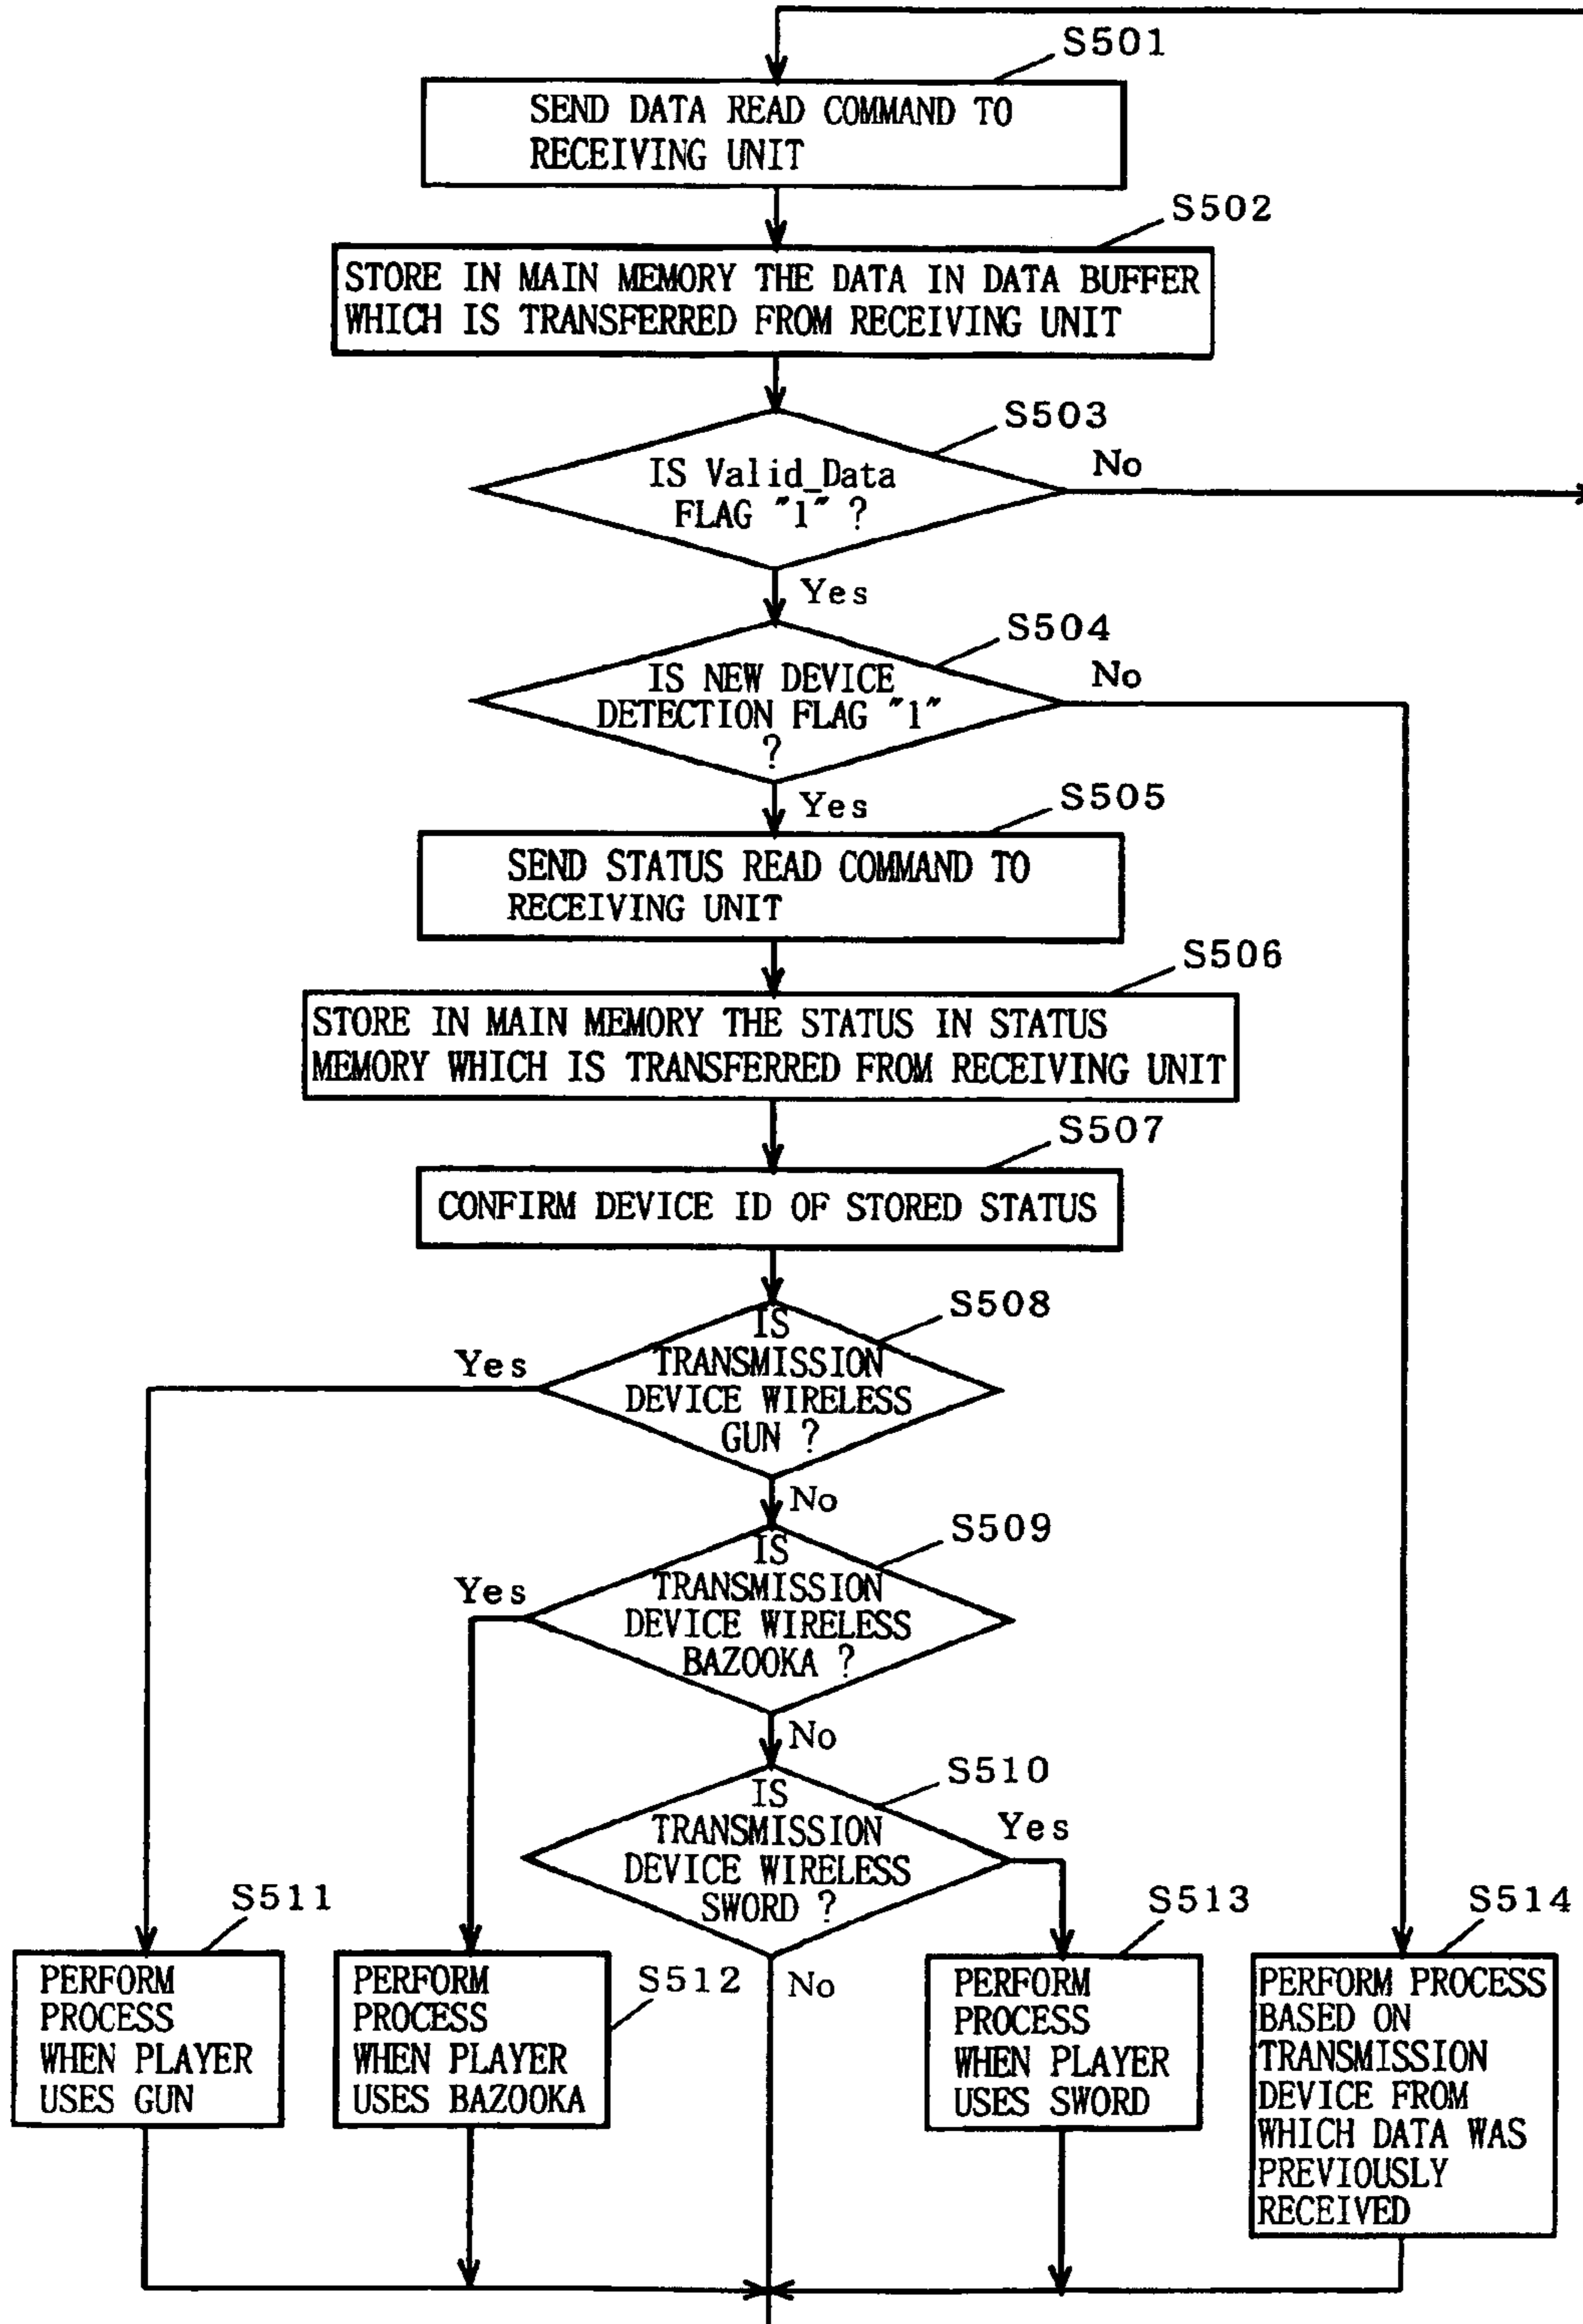 S501
SEND DATA READ COMMAND TO
RECEIVING UNIT
S502
STORE IN MAIN MEMORY THE DATA IN DATA BUFFER
WHICH IS TRANSFERRED FROM RECEIVING UNIT
S503
IS Valid_Data
FLAG "1" ?
No
Yes
S504
IS NEW DEVICE
DETECTION FLAG "1"
?
No
Yes
S505
SEND STATUS READ COMMAND TO
RECEIVING UNIT
S506
STORE IN MAIN MEMORY THE STATUS IN STATUS
MEMORY WHICH IS TRANSFERRED FROM RECEIVING UNIT
S507
CONFIRM DEVICE ID OF STORED STATUS
S508
IS
TRANSMISSION
DEVICE WIRELESS
GUN ?
Yes
No
S509
IS
TRANSMISSION
DEVICE WIRELESS
BAZOOKA ?
Yes
No
S510
IS
TRANSMISSION
DEVICE WIRELESS
SWORD ?
Yes
No
S511
PERFORM
PROCESS
WHEN PLAYER
USES GUN
S512
PERFORM
PROCESS
WHEN PLAYER
USES BAZOOKA
S513
PERFORM
PROCESS
WHEN PLAYER
USES SWORD
S514
PERFORM PROCESS
BASED ON
TRANSMISSION
DEVICE FROM
WHICH DATA WAS
PREVIOUSLY
RECEIVED